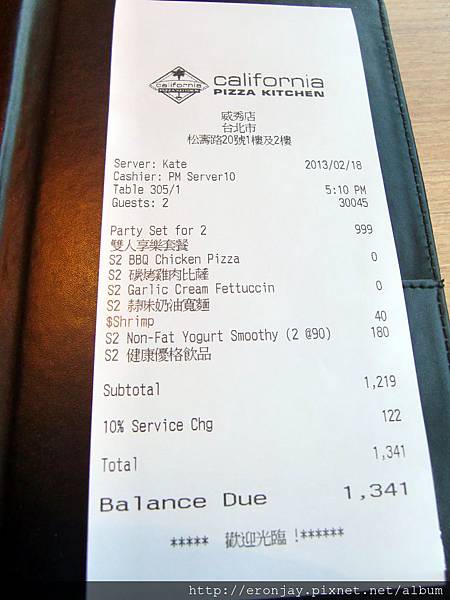 california
PIZZA KITCHEN
california
PIZZA KITCHEN
威秀店
台北市
松壽路20號1樓及2樓
Server: Kate 2013/02/18
Cashier: PM Server10
Table 305/1 5:10 PM
Guests: 2 30045
Party Set for 2 999
雙人享樂套餐
S2 BBQ Chicken Pizza 0
S2 碳烤雞肉比薩
S2 Garlic Cream Fettuccin 0
S2 蒜味奶油寬麵
$Shrimp 40
S2 Non-Fat Yogurt Smoothy (2 @90) 180
S2 健康優格飲品
Subtotal 1,219
10% Service Chg 122
Total 1,341
Balance Due 1,341
***** 歡迎光臨 !******
http://eronjay.pixnet.net/album